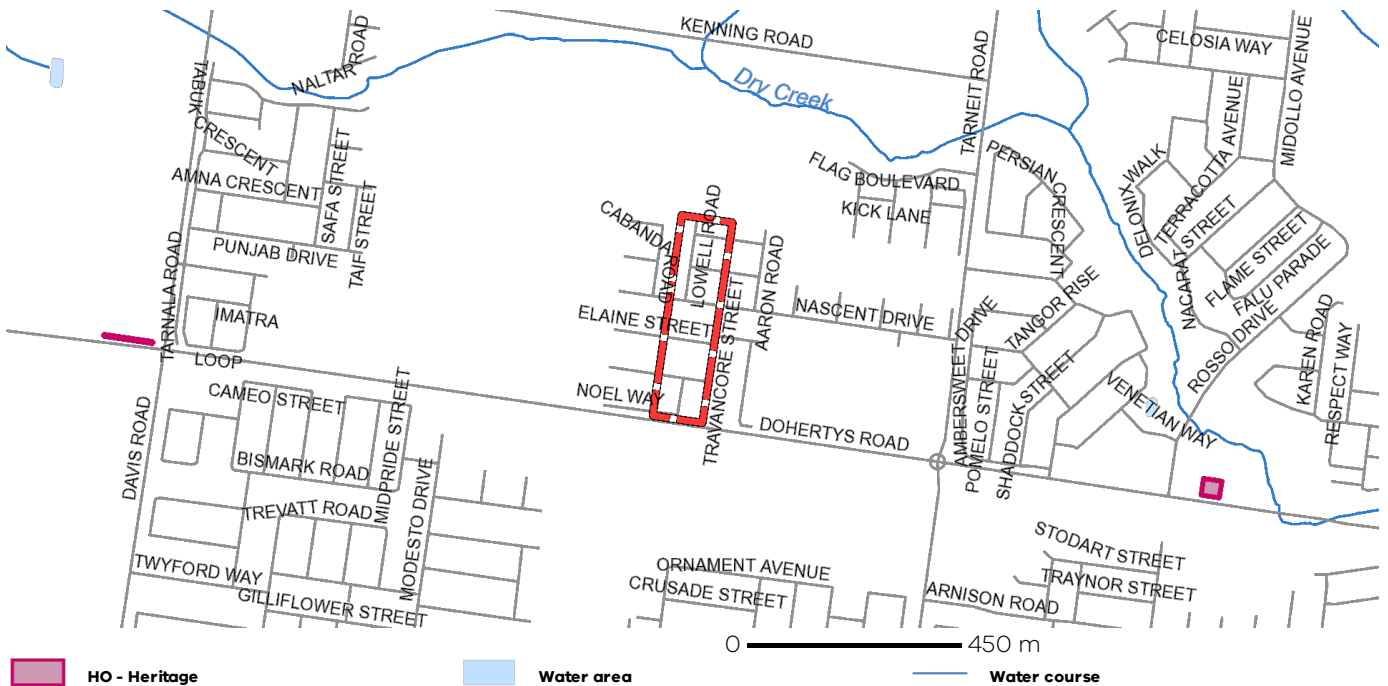 KENNING ROAD
CELOSIA WAY
MIDOLLO AVENUE
TABUK
CRESCENT
NALTAR
ROAD
Dry Creek
TARNEIT ROAD
AMNA CRESCENT
SAFA STREET
TAIF STREET
PUNJAB DRIVE
TARNALA ROAD
FLAG BOULEVARD
KICK LANE
PERSIAN
CRESCENT
DELONIX WALK
TERRACOTTA AVENUE
NACARAT STREET
FLAME STREET
FALU PARADE
ROSSO DRIVE
KAREN ROAD
RESPECT WAY
CABANDA
ROAD
LOWELL ROAD
ELAINE STREET
AARON ROAD
NASCENT DRIVE
TRAVANCORE STREET
NOEL WAY
TANGOR RISE
AMBERSWEET DRIVE
POMELO STREET
SHADDOCK STREET
VENETIAN WAY
IMATRA
LOOP
CAMEO STREET
DOHERTYS ROAD
DAVIS ROAD
BISMARK ROAD
MIDPRIDE STREET
TREVATT ROAD
MODESTO DRIVE
TWYFORD WAY
GILLIFLOWER STREET
ORNAMENT AVENUE
CRUSADE STREET
ARNISON ROAD
STODART STREET
TRAYNOR STREET
0 450 m
HO - Heritage
Water area
Water course